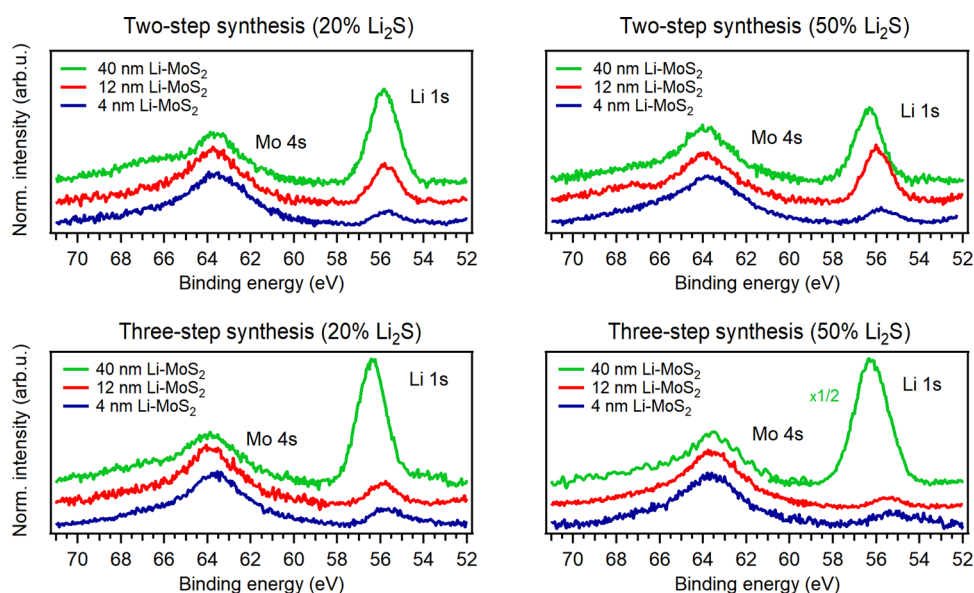 Two-step synthesis (20% Li₂S)
Norm. intensity (arb.u.)
40 nm Li-MoS₂
12 nm Li-MoS₂
4 nm Li-MoS₂
Mo 4s
Li 1s
70 68 66 64 62 60 58 56 54 52
Binding energy (eV)
Two-step synthesis (50% Li₂S)
40 nm Li-MoS₂
12 nm Li-MoS₂
4 nm Li-MoS₂
Mo 4s
Li 1s
70 68 66 64 62 60 58 56 54 52
Binding energy (eV)
Three-step synthesis (20% Li₂S)
Norm. intensity (arb.u.)
40 nm Li-MoS₂
12 nm Li-MoS₂
4 nm Li-MoS₂
Mo 4s
Li 1s
70 68 66 64 62 60 58 56 54 52
Binding energy (eV)
Three-step synthesis (50% Li₂S)
40 nm Li-MoS₂
12 nm Li-MoS₂
4 nm Li-MoS₂
x1/2
Mo 4s
Li 1s
70 68 66 64 62 60 58 56 54 52
Binding energy (eV)